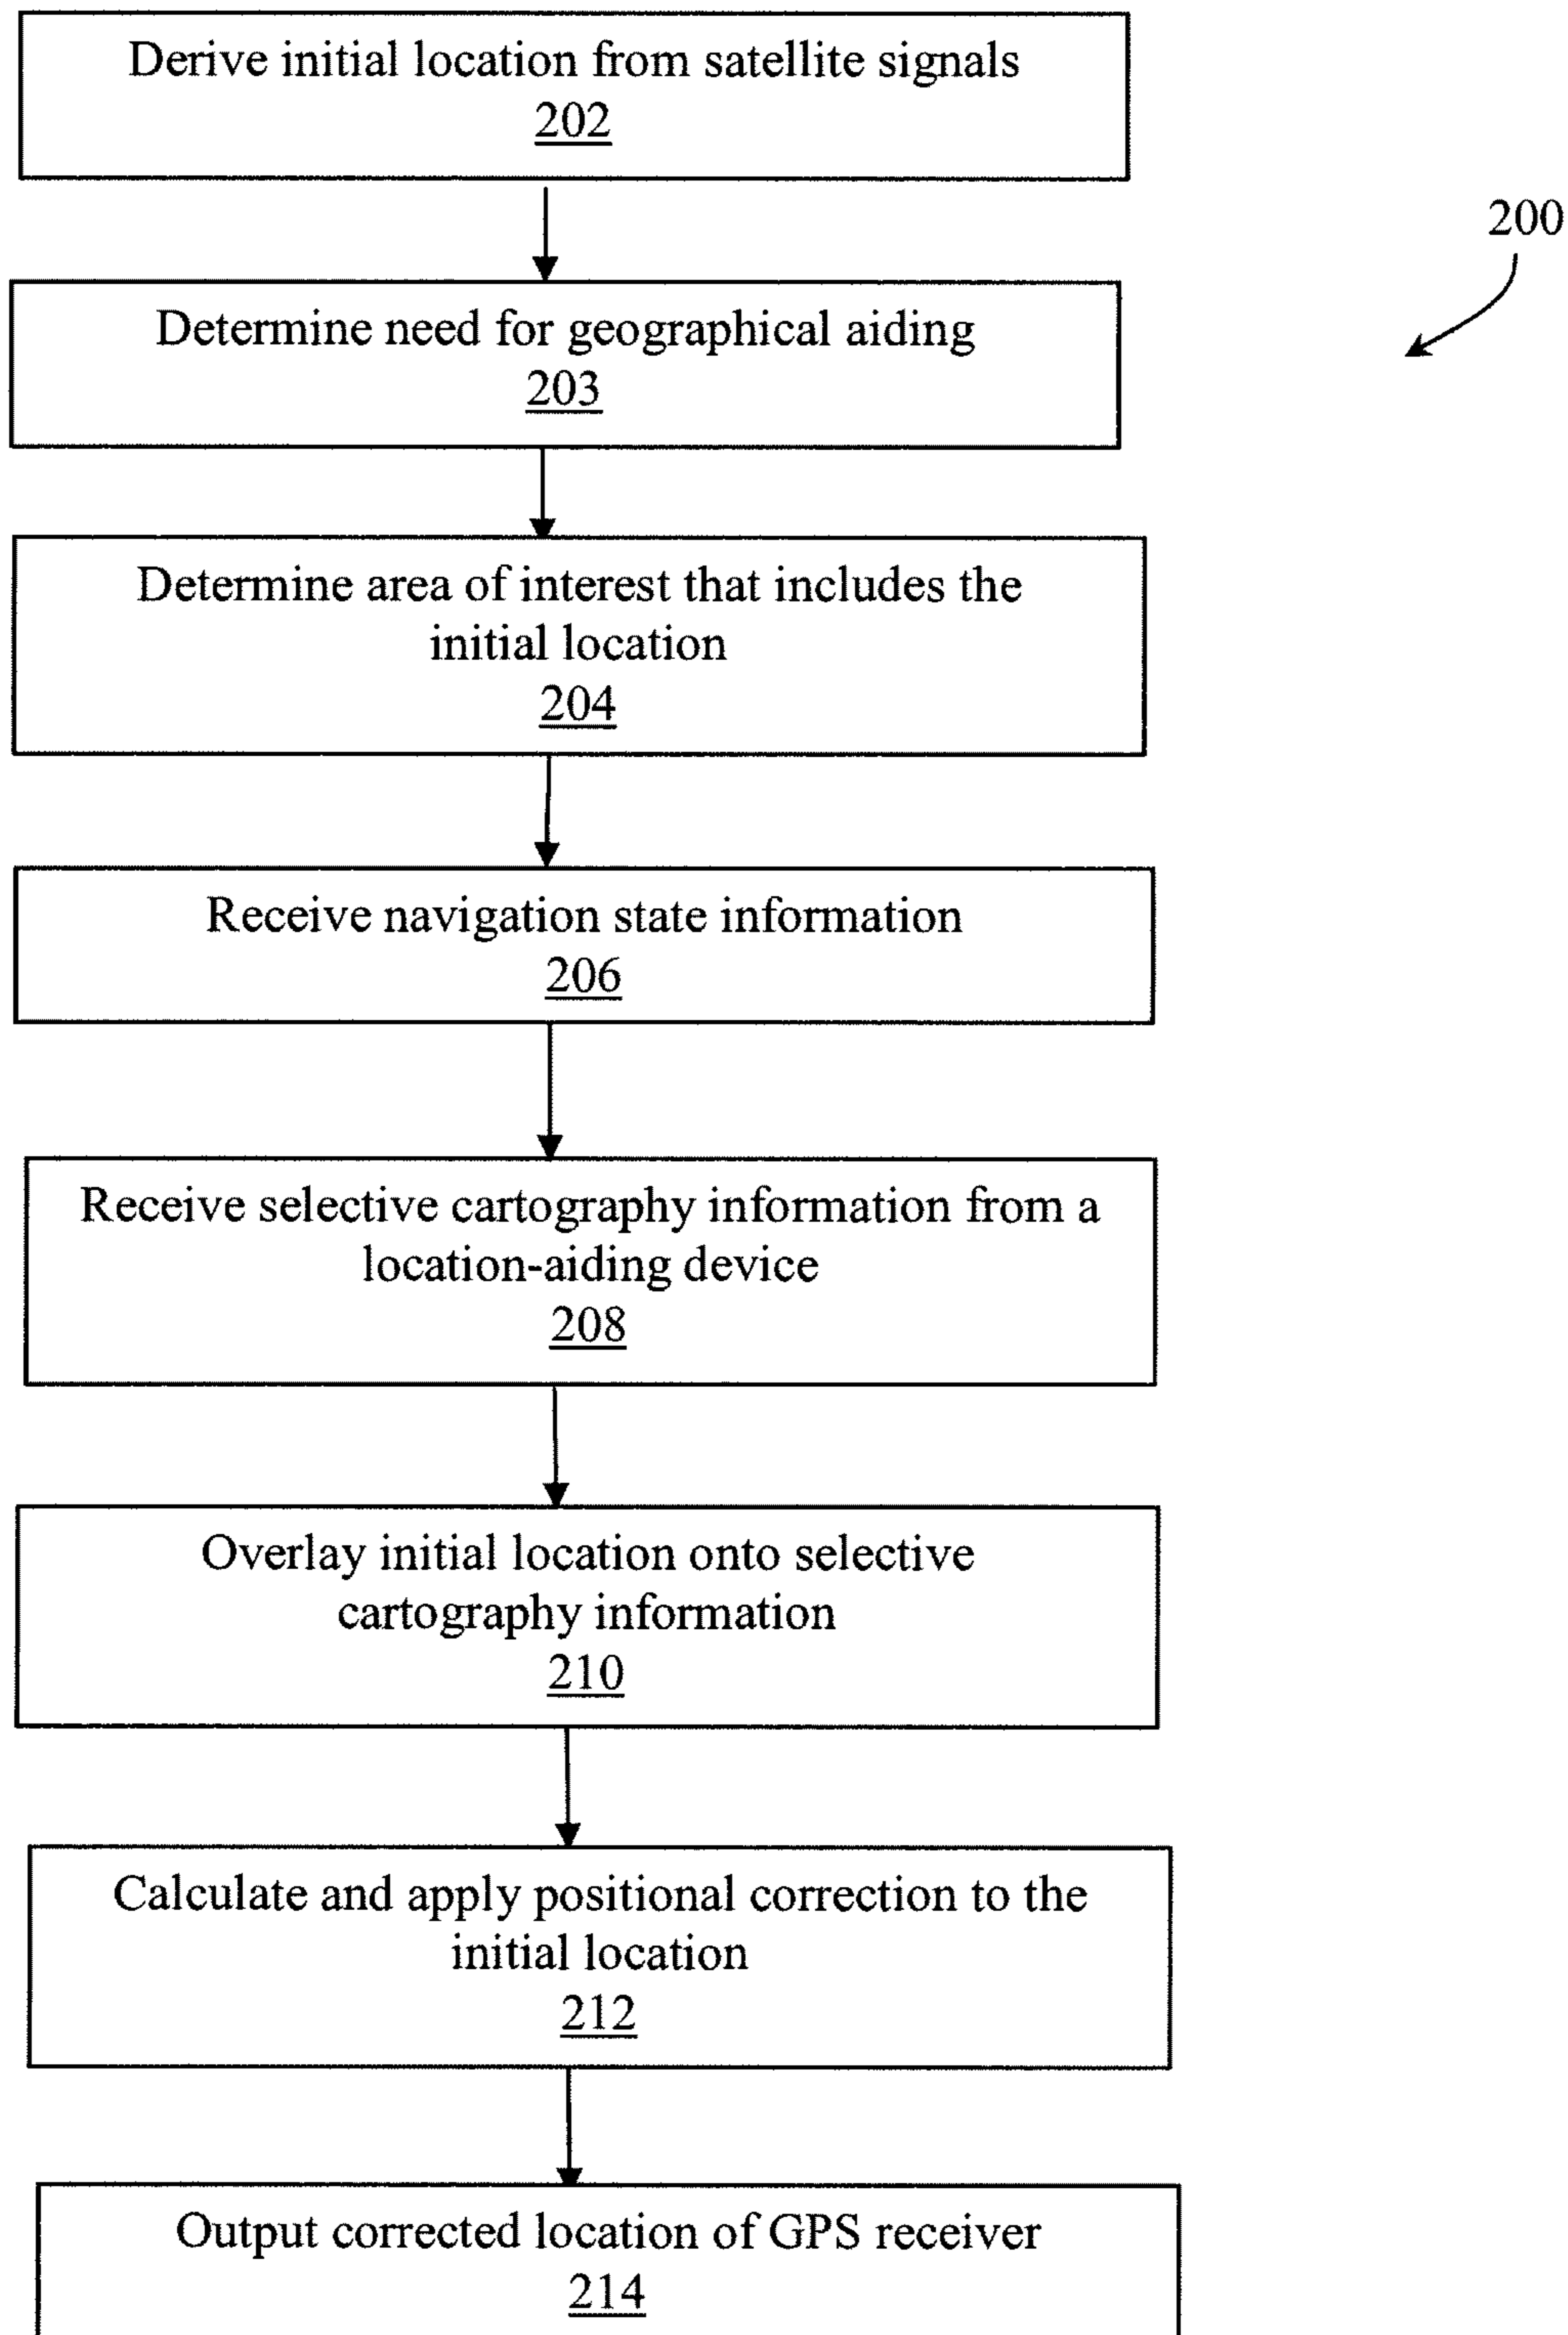 Derive initial location from satellite signals
202
200
Determine need for geographical aiding
203
Determine area of interest that includes the
initial location
204
Receive navigation state information
206
Receive selective cartography information from a
location-aiding device
208
Overlay initial location onto selective
cartography information
210
Calculate and apply positional correction to the
initial location
212
Output corrected location of GPS receiver
214